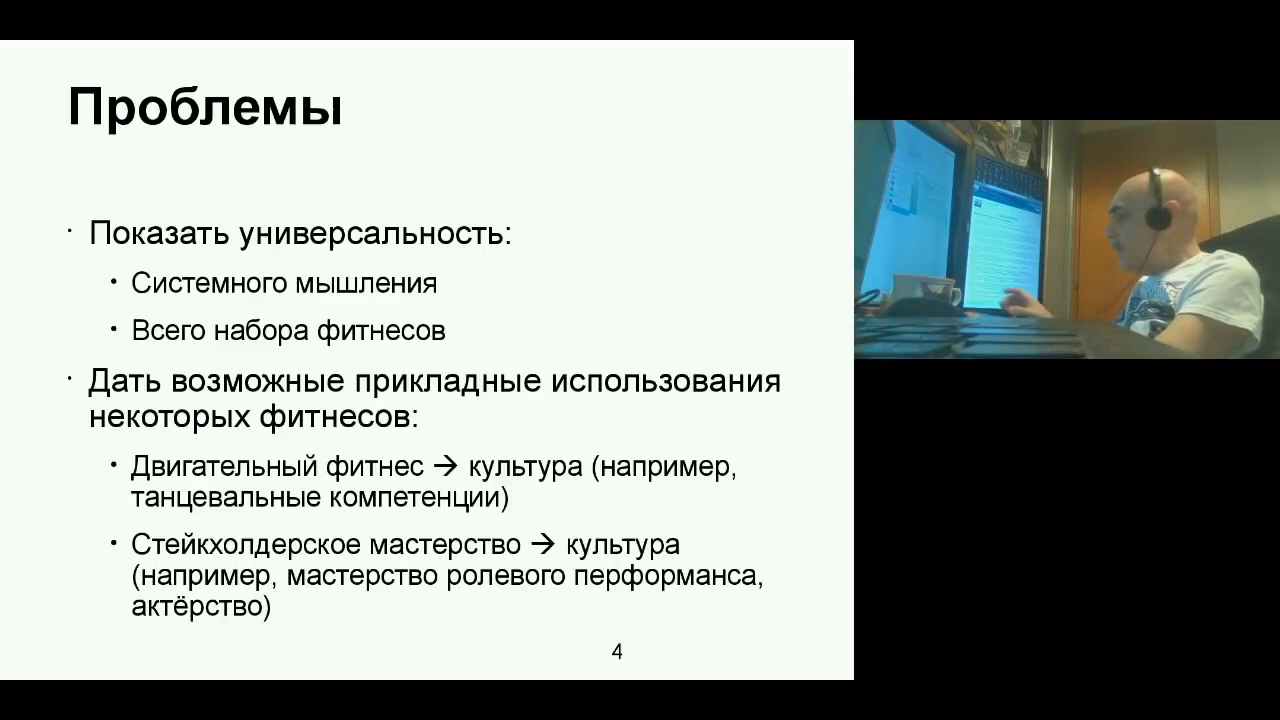 Проблемы
· Показать универсальность:
• Системного мышления
• Всего набора фитнесов
· Дать возможные прикладные использования
некоторых фитнесов:
• Двигательный фитнес → культура (например,
танцевальные компетенции)
• Стейкхолдерское мастерство → культура
(например, мастерство ролевого перформанса,
актёрство)
4